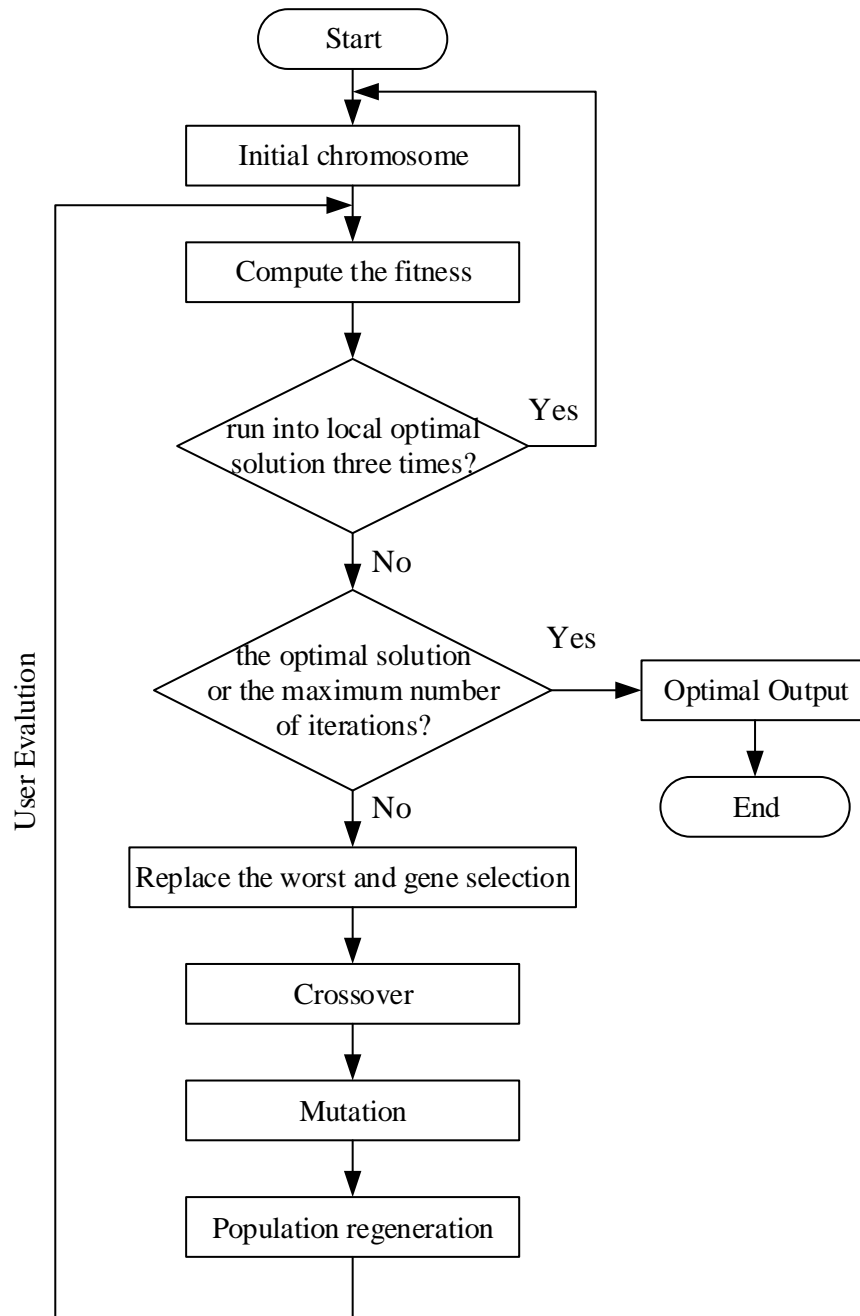 Start
Initial chromosome
Compute the fitness
run into local optimal
solution three times?
Yes
No
the optimal solution
or the maximum number
of iterations?
Yes
Optimal Output
End
No
Replace the worst and gene selection
Crossover
Mutation
Population regeneration
User Evalution